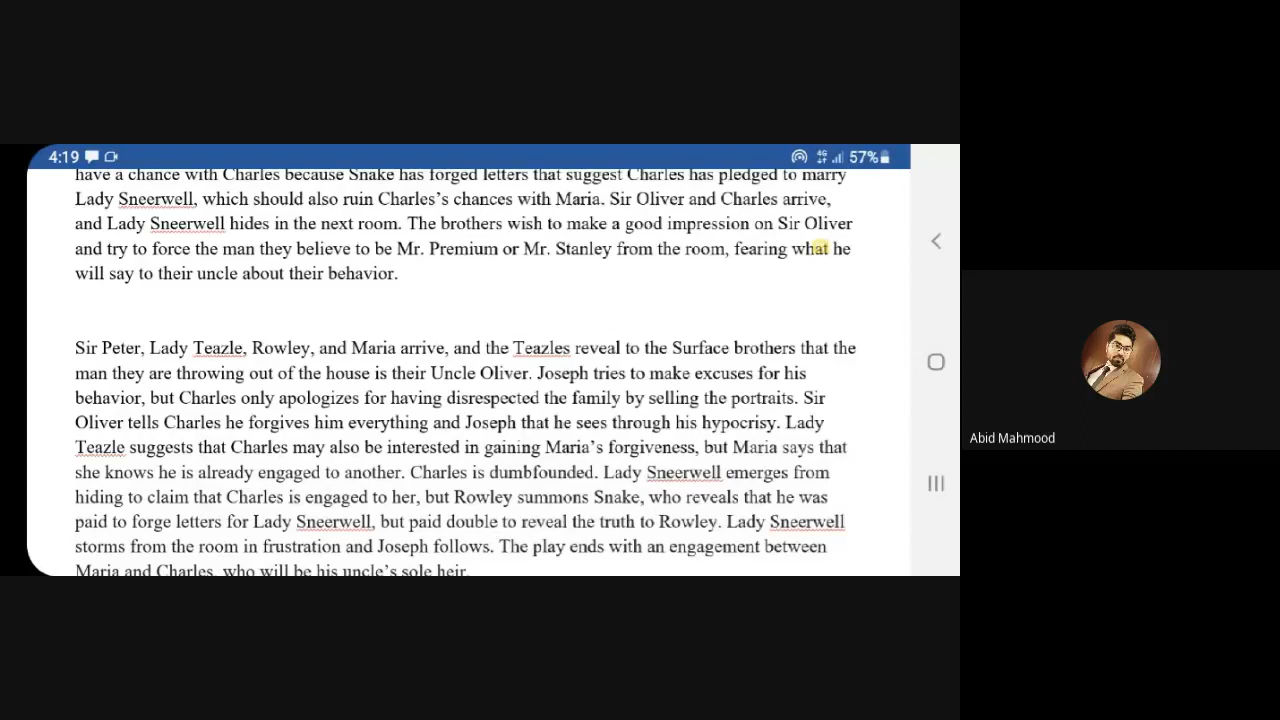 4:19
4G
57%
have a chance with Charles because Snake has forged letters that suggest Charles has pledged to marry
Lady Sneerwell, which should also ruin Charles’s chances with Maria. Sir Oliver and Charles arrive,
and Lady Sneerwell hides in the next room. The brothers wish to make a good impression on Sir Oliver
and try to force the man they believe to be Mr. Premium or Mr. Stanley from the room, fearing what he
will say to their uncle about their behavior.
Sir Peter, Lady Teazle, Rowley, and Maria arrive, and the Teazles reveal to the Surface brothers that the
man they are throwing out of the house is their Uncle Oliver. Joseph tries to make excuses for his
behavior, but Charles only apologizes for having disrespected the family by selling the portraits. Sir
Oliver tells Charles he forgives him everything and Joseph that he sees through his hypocrisy. Lady
Teazle suggests that Charles may also be interested in gaining Maria’s forgiveness, but Maria says that
she knows he is already engaged to another. Charles is dumbfounded. Lady Sneerwell emerges from
hiding to claim that Charles is engaged to her, but Rowley summons Snake, who reveals that he was
paid to forge letters for Lady Sneerwell, but paid double to reveal the truth to Rowley. Lady Sneerwell
storms from the room in frustration and Joseph follows. The play ends with an engagement between
Maria and Charles, who will be his uncle’s sole heir.
Abid Mahmood